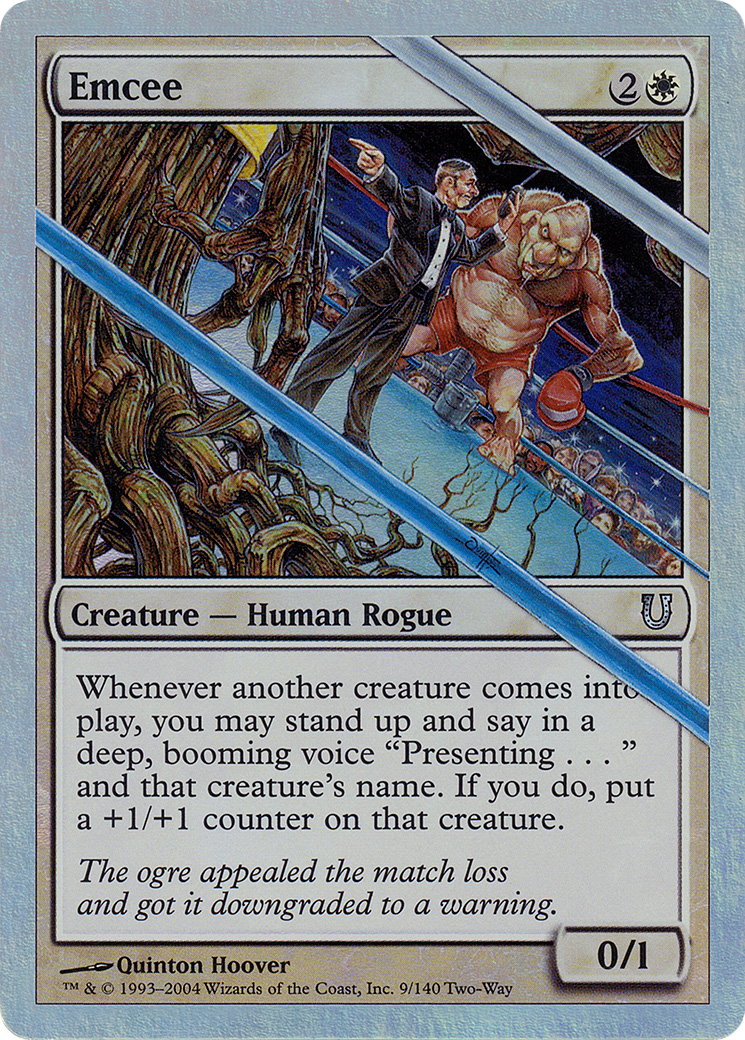 Emcee 2
Creature — Human Rogue
Whenever another creature comes into
play, you may stand up and say in a
deep, booming voice “Presenting . . . ”
and that creature’s name. If you do, put
a +1/+1 counter on that creature.
The ogre appealed the match loss
and got it downgraded to a warning.
0/1
Quinton Hoover
™ & © 1993–2004 Wizards of the Coast, Inc. 9/140 Two-Way